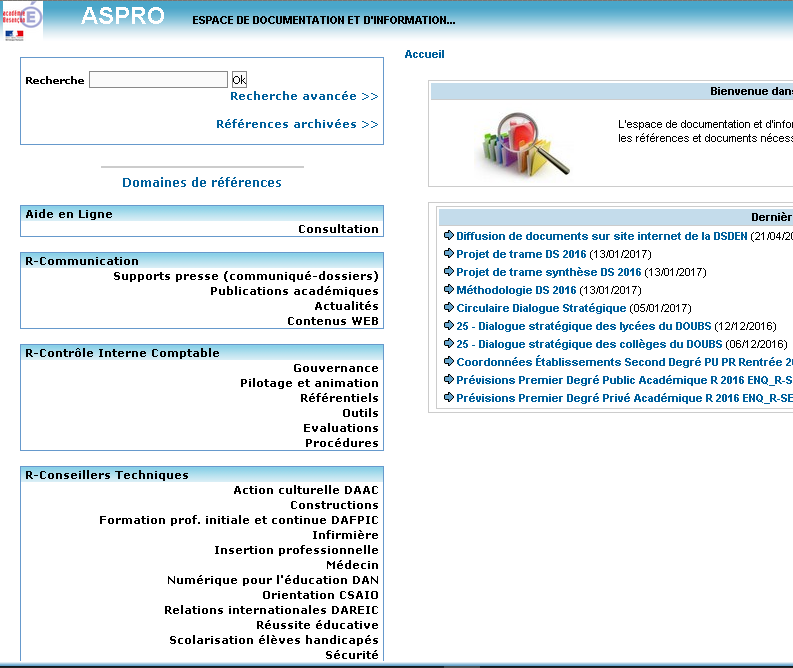 académie
Besançon
ASPRO
ESPACE DE DOCUMENTATION ET D'INFORMATION...
Accueil
Recherche
Ok
Recherche avancée >>
Références archivées >>
Domaines de références
Aide en Ligne
Consultation
R-Communication
Supports presse (communiqué-dossiers)
Publications académiques
Actualités
Contenus WEB
R-Contrôle Interne Comptable
Gouvernance
Pilotage et animation
Référentiels
Outils
Evaluations
Procédures
R-Conseillers Techniques
Action culturelle DAAC
Constructions
Formation prof. initiale et continue DAFPIC
Infirmière
Insertion professionnelle
Médecin
Numérique pour l'éducation DAN
Orientation CSAIO
Relations internationales DAREIC
Réussite éducative
Scolarisation élèves handicapés
Sécurité
Bienvenue dans
L'espace de documentation et d'infor
les références et documents nécess
Dernièr
Diffusion de documents sur site internet de la DSDEN (21/04/20
Projet de trame DS 2016 (13/01/2017)
Projet de trame synthèse DS 2016 (13/01/2017)
Méthodologie DS 2016 (13/01/2017)
Circulaire Dialogue Stratégique (05/01/2017)
25 - Dialogue stratégique des lycées du DOUBS (12/12/2016)
25 - Dialogue stratégique des collèges du DOUBS (06/12/2016)
Coordonnées Établissements Second Degré PU PR Rentrée 20
Prévisions Premier Degré Public Académique R 2016 ENQ_R-S
Prévisions Premier Degré Privé Académique R 2016 ENQ_R-SE